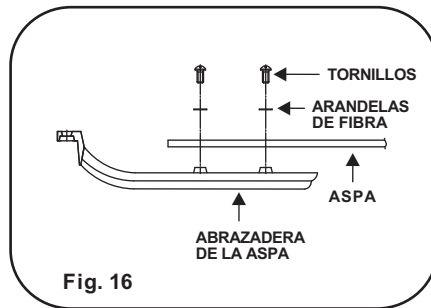 TORNILLOS
ARANDELAS
DE FIBRA
ASPA
ABRAZADERA
DE LA ASPA
Fig. 16